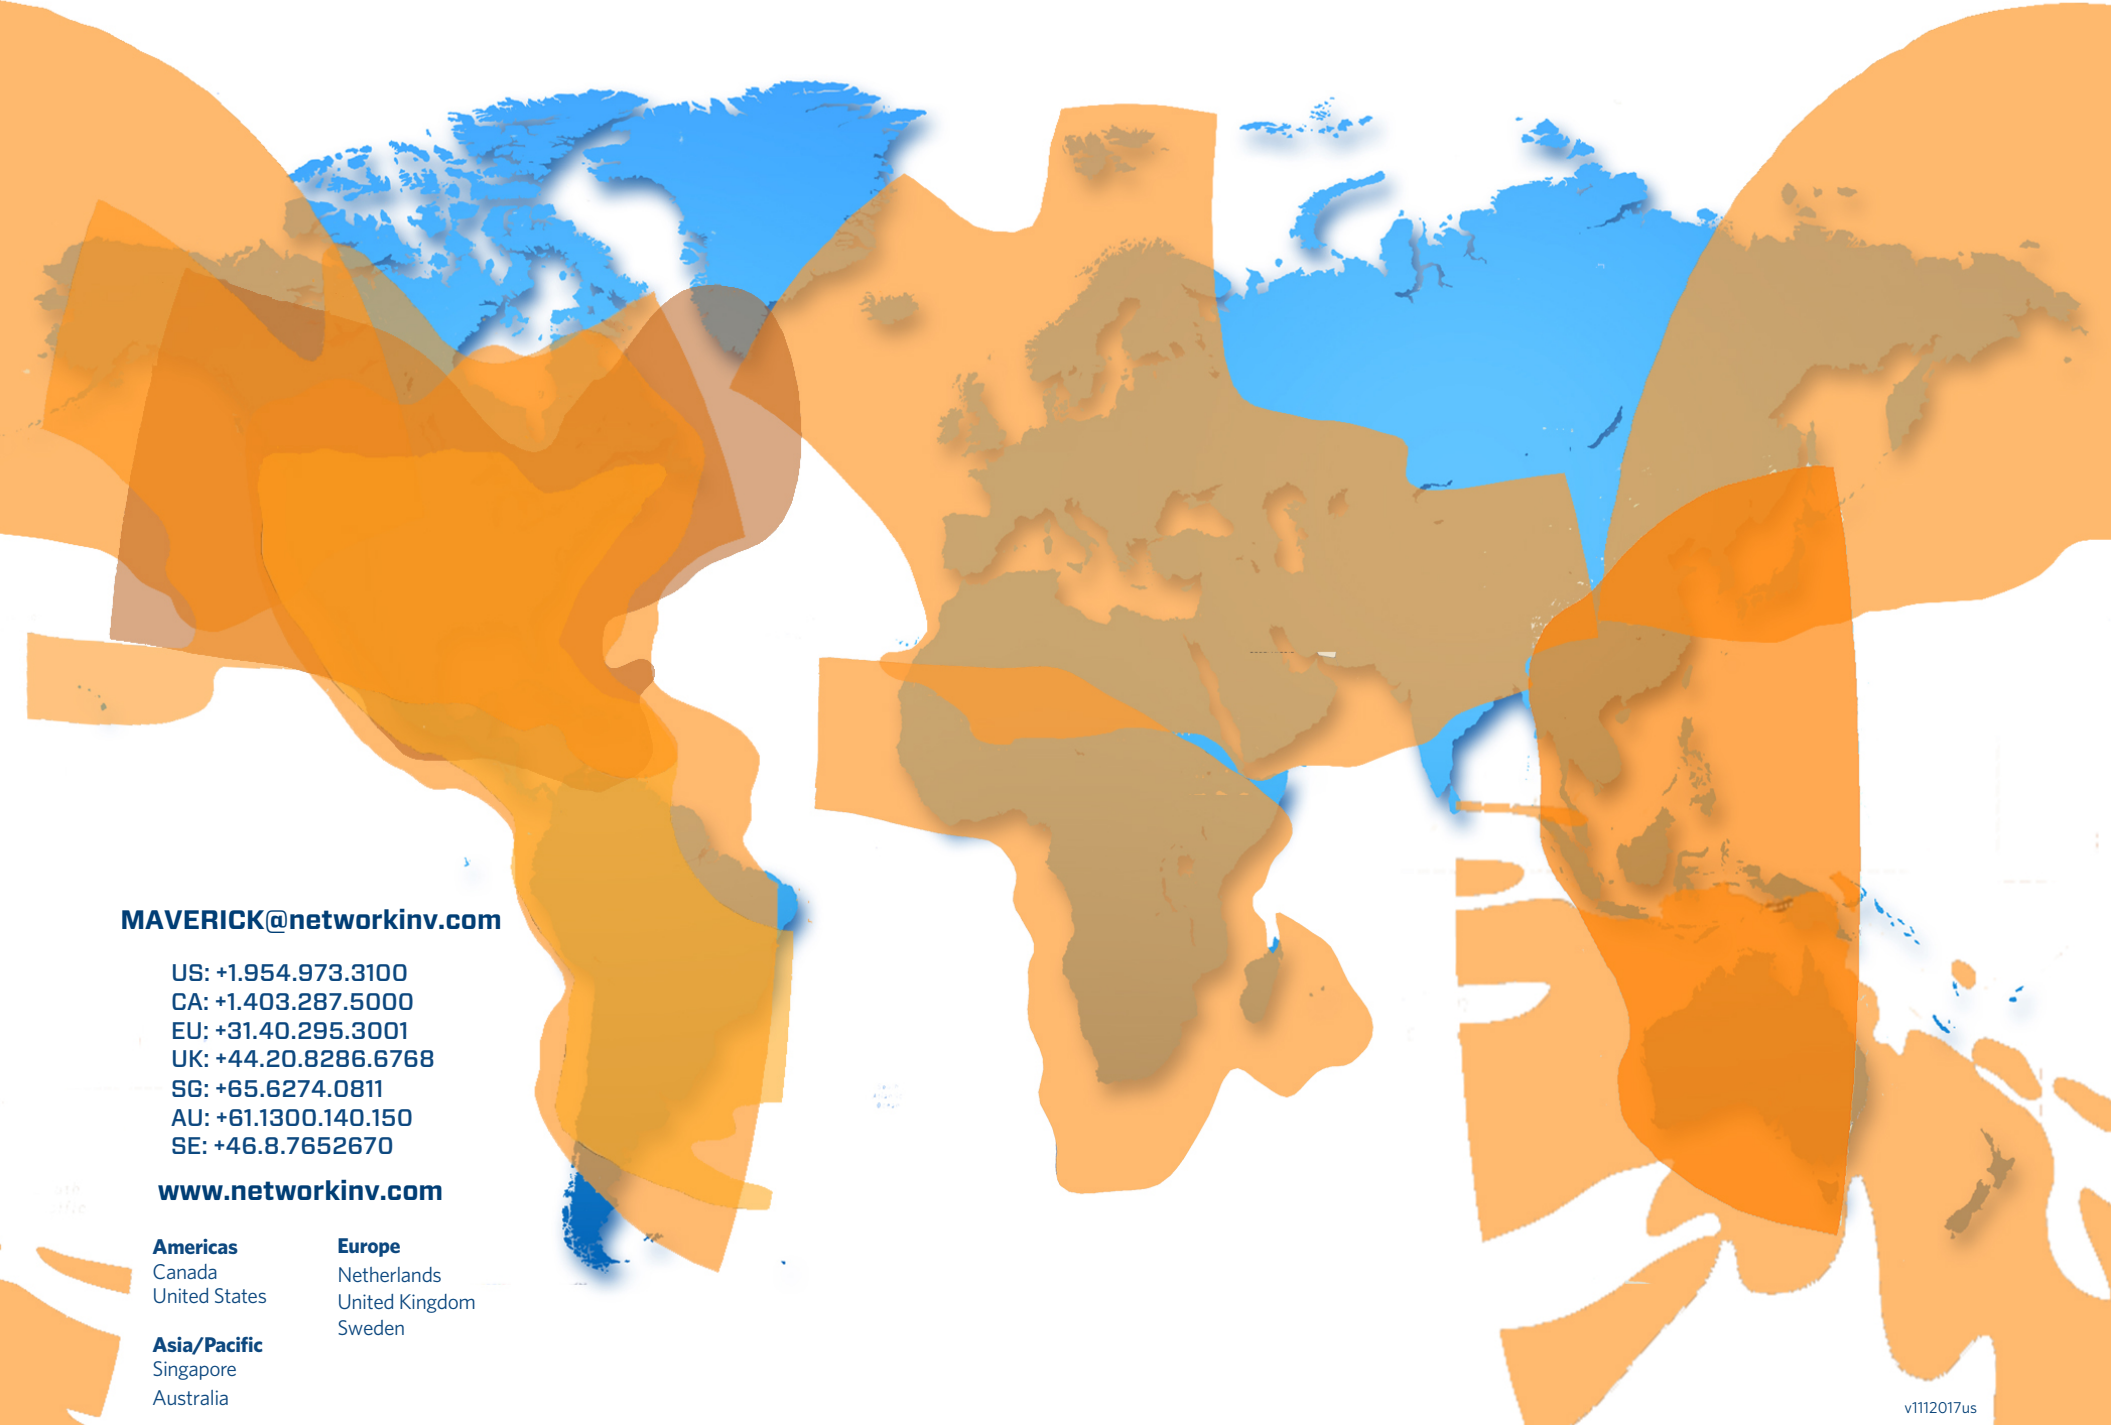 MAVERICK@networkinv.com
US: +1.954.973.3100
CA: +1.403.287.5000
EU: +31.40.295.3001
UK: +44.20.8286.6768
SG: +65.6274.0811
AU: +61.1300.140.150
SE: +46.8.7652670
www.networkinv.com
Americas
Canada
United States
Asia/Pacific
Singapore
Australia
Europe
Netherlands
United Kingdom
Sweden
v1112017us